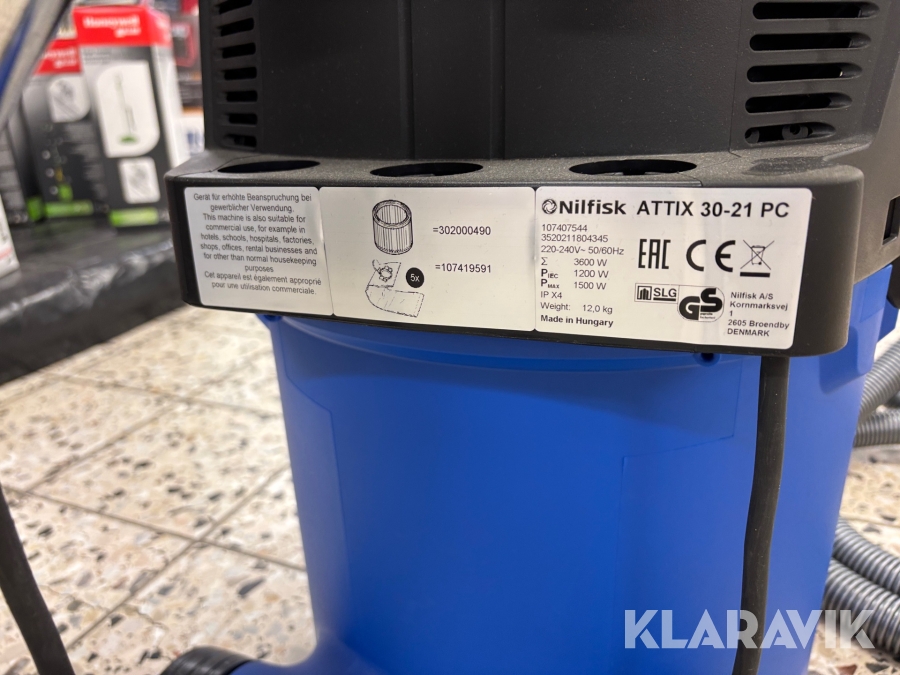 Honeywell
Gerät für erhöhte Beanspruchung bei
gewerblicher Verwendung.
This machine is also suitable for
commercial use, for example in
hotels, schools, hospitals, factories,
shops, offices, rental businesses and
for other than normal housekeeping
purposes
Cet appareil est également approprié
pour une utilisation commerciale.
=302000490
5x
=107419591
Nilfisk ATTIX 30-21 PC
107407544
3520211804345
220-240V~ 50/60Hz
Σ 3600 W
PIEC 1200 W
PMAX 1500 W
IP X4
Weight: 12,0 kg
Made in Hungary
EAC CE
SLG
GS
Nilfisk A/S
Kornmarksvej
1
2605 Broendby
DENMARK
KLARAVIK